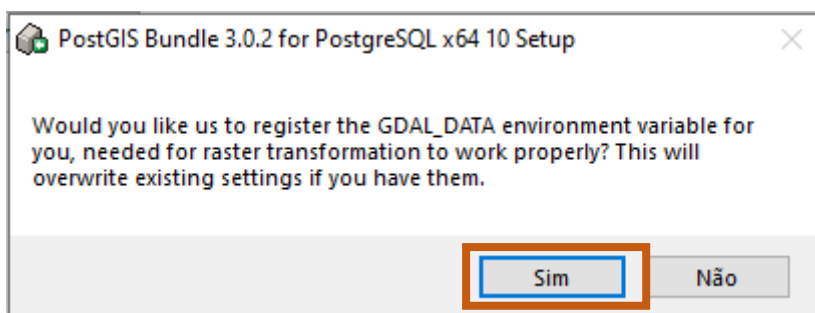 PostGIS Bundle 3.0.2 for PostgreSQL x64 10 Setup
Would you like us to register the GDAL_DATA environment variable for
you, needed for raster transformation to work properly? This will
overwrite existing settings if you have them.
Sim Não